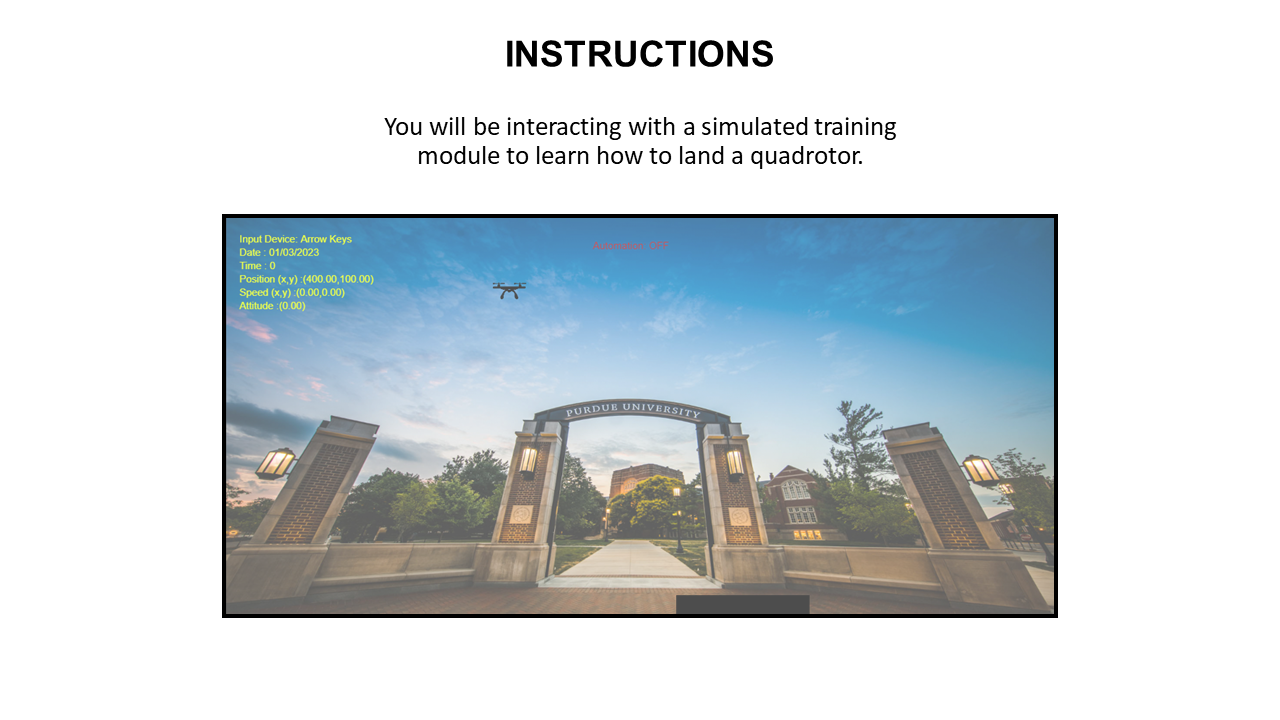 INSTRUCTIONS
You will be interacting with a simulated training
module to learn how to land a quadrotor.
Input Device: Arrow Keys
Date : 01/03/2023
Time : 0
Position (x,y) :(400.00,100.00)
Speed (x,y) :(0.00,0.00)
Attitude :(0.00)
Automation: OFF
PURDUE UNIVERSITY